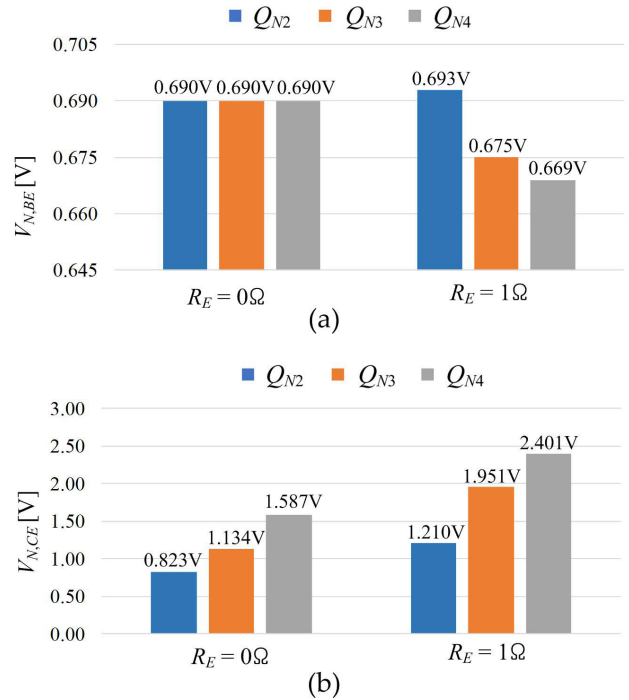 Q_N2 Q_N3 Q_N4
0.705
0.690
0.675
0.660
0.645
V_N,BE [V]
0.690V 0.690V 0.690V
0.693V
0.675V
0.669V
R_E = 0Ω R_E = 1Ω
(a)
Q_N2 Q_N3 Q_N4
3.00
2.50
2.00
1.50
1.00
0.50
0.00
V_N,CE [V]
0.823V
1.134V
1.587V
1.210V
1.951V
2.401V
R_E = 0Ω R_E = 1Ω
(b)